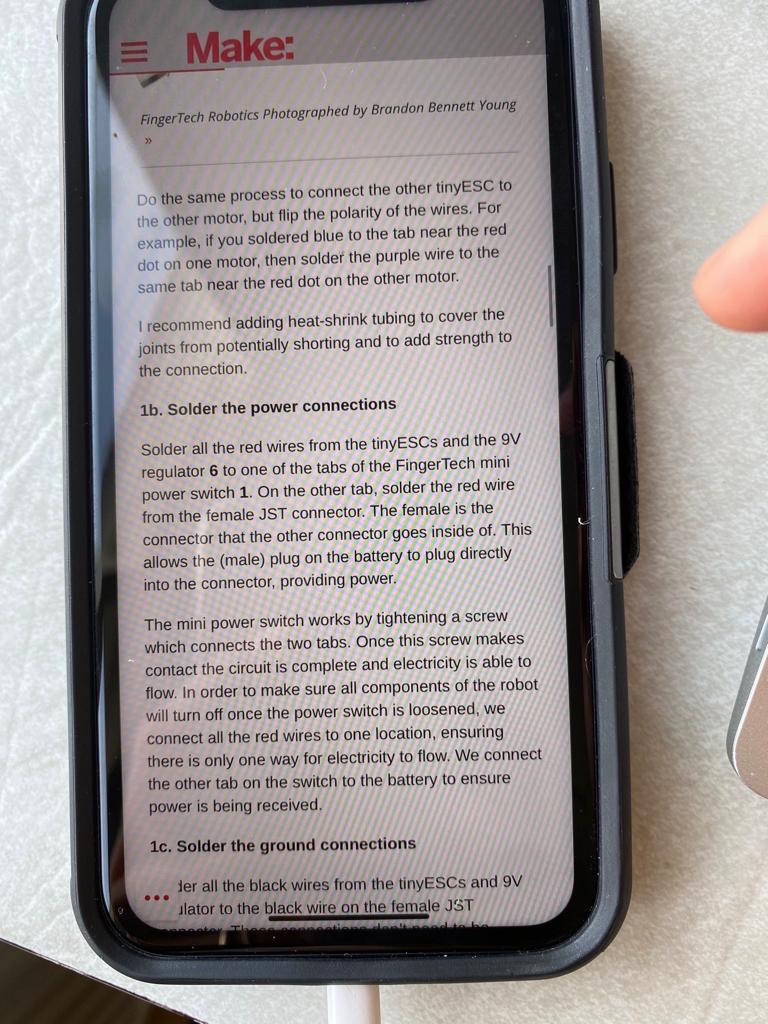 Make:
FingerTech Robotics Photographed by Brandon Bennett Young
»
Do the same process to connect the other tinyESC to
the other motor, but flip the polarity of the wires. For
example, if you soldered blue to the tab near the red
dot on one motor, then solder the purple wire to the
same tab near the red dot on the other motor.
I recommend adding heat-shrink tubing to cover the
joints from potentially shorting and to add strength to
the connection.
1b. Solder the power connections
Solder all the red wires from the tinyESCs and the 9V
regulator 6 to one of the tabs of the FingerTech mini
power switch 1. On the other tab, solder the red wire
from the female JST connector. The female is the
connector that the other connector goes inside of. This
allows the (male) plug on the battery to plug directly
into the connector, providing power.
The mini power switch works by tightening a screw
which connects the two tabs. Once this screw makes
contact the circuit is complete and electricity is able to
flow. In order to make sure all components of the robot
will turn off once the power switch is loosened, we
connect all the red wires to one location, ensuring
there is only one way for electricity to flow. We connect
the other tab on the switch to the battery to ensure
power is being received.
1c. Solder the ground connections
der all the black wires from the tinyESCs and 9V
ulator to the black wire on the female JST